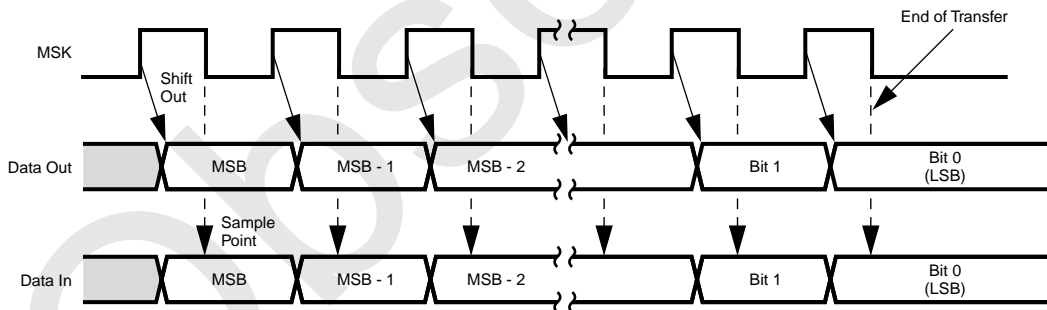 End of Transfer
MSK
Shift
Out
Data Out
MSB
MSB - 1
MSB - 2
Bit 1
Bit 0
(LSB)
Sample
Point
Data In
MSB
MSB - 1
MSB - 2
Bit 1
Bit 0
(LSB)